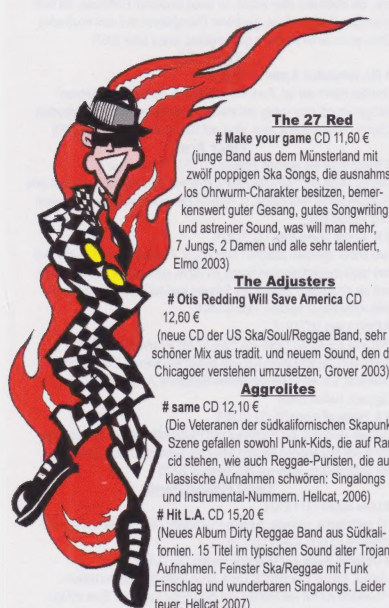 The 27 Red
# Make your game CD 11,60 €
(junge Band aus dem Münsterland mit
zwölf poppigen Ska Songs, die ausnahms
los Ohrwurm-Charakter besitzen, bemer-
kenswert guter Gesang, gutes Songwriting
und astreiner Sound, was will man mehr,
7 Jungs, 2 Damen und alle sehr talentiert,
Elmo 2003)
The Adjusters
# Otis Redding Will Save America CD
12,60 €
(neue CD der US Ska/Soul/Reggae Band, sehr
schöner Mix aus tradit. und neuem Sound, den d
Chicagoer verstehen umzusetzen, Grover 2003)
Aggrolites
# same CD 12,10 €
(Die Veteranen der südkalifornischen Skapunk
Szene gefallen sowohl Punk-Kids, die auf Ran
cid stehen, wie auch Reggae-Puristen, die au
klassische Aufnahmen schwören: Singalongs
und Instrumental-Nummern. Hellcat, 2006)
# Hit L.A. CD 15,20 €
(Neues Album Dirty Reggae Band aus Südkali-
fornien. 15 Titel im typischen Sound alter Trojan
Aufnahmen. Feinster Ska/Reggae mit Funk
Einschlag und wunderbaren Singalongs. Leider
teuer. Hellcat 2007)